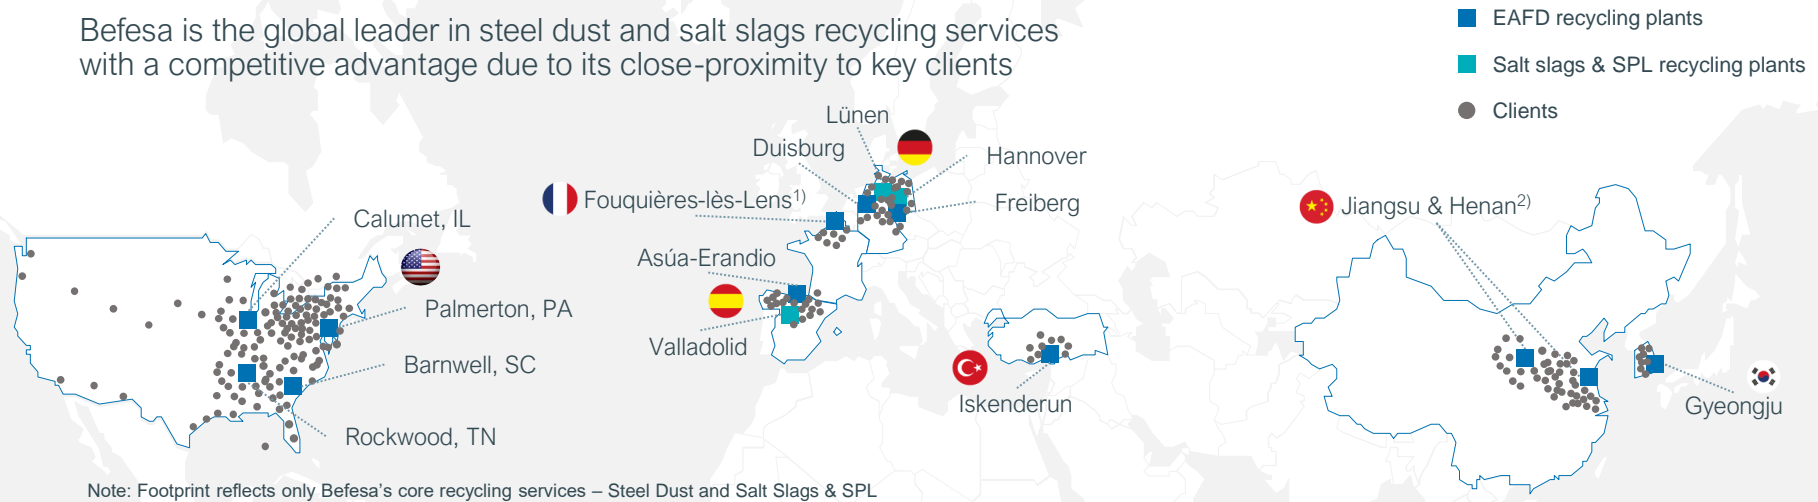 Befesa is the global leader in steel dust and salt slags recycling services
with a competitive advantage due to its close-proximity to key clients
EAFD recycling plants
Salt slags & SPL recycling plants
Clients
Lünen
Duisburg
Hannover
Fouquières-lès-Lens1)
Freiberg
Jiangsu & Henan2)
Calumet, IL
Asúa-Erandio
Palmerton, PA
Valladolid
Barnwell, SC
Iskenderun
Gyeongju
Rockwood, TN
Note: Footprint reflects only Befesa's core recycling services – Steel Dust and Salt Slags & SPL